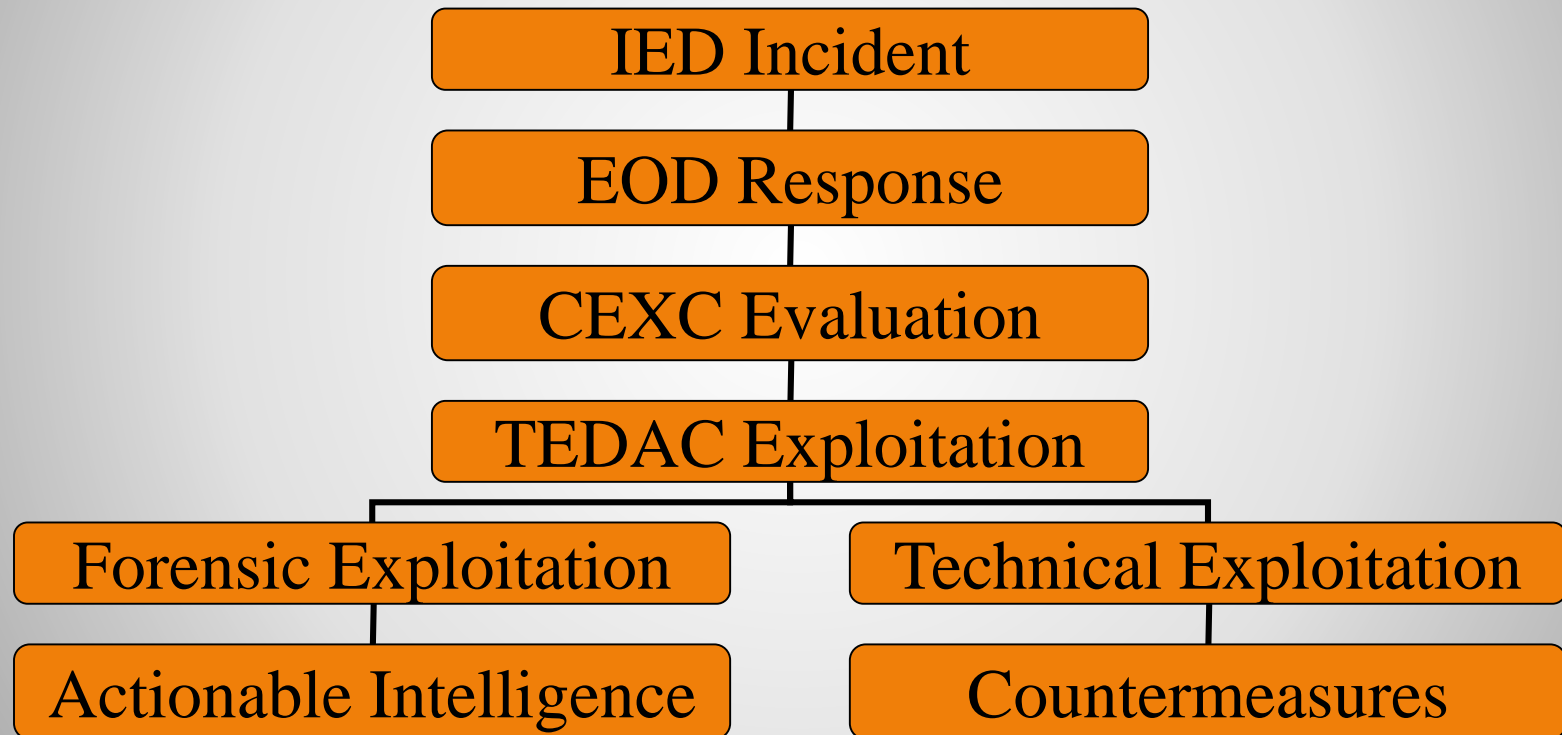 IED Incident
EOD Response
CEXC Evaluation
TEDAC Exploitation
Forensic Exploitation
Technical Exploitation
Actionable Intelligence
Countermeasures